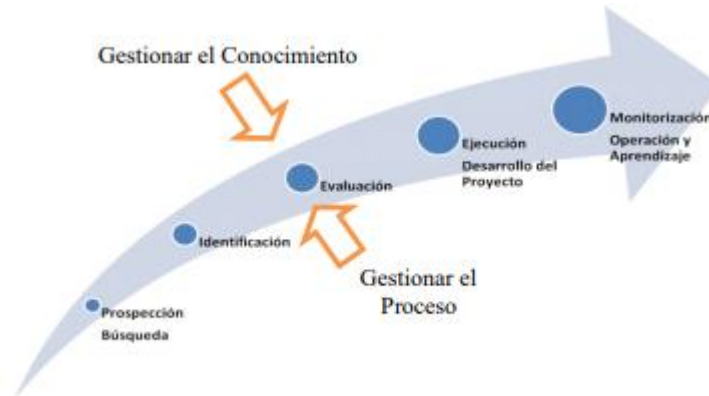 Gestionar el Conocimiento
Monitorización
Operación y
Aprendizaje
Ejecución
Desarrollo del
Proyecto
Evaluación
Identificación
Gestionar el
Proceso
Prospección
Búsqueda